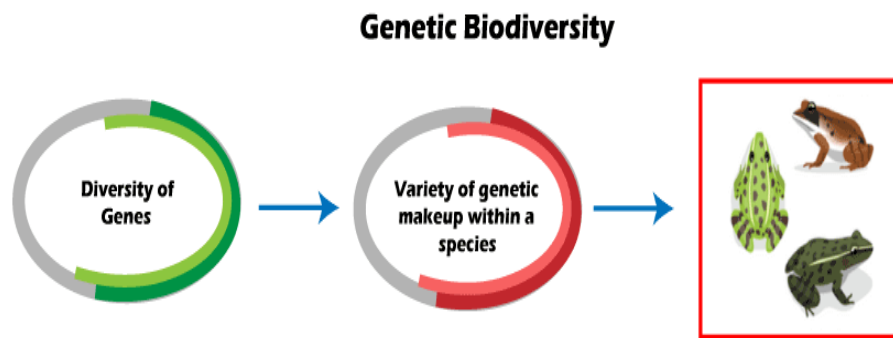 Genetic Biodiversity
Diversity of
Genes
Variety of genetic
makeup within a
species